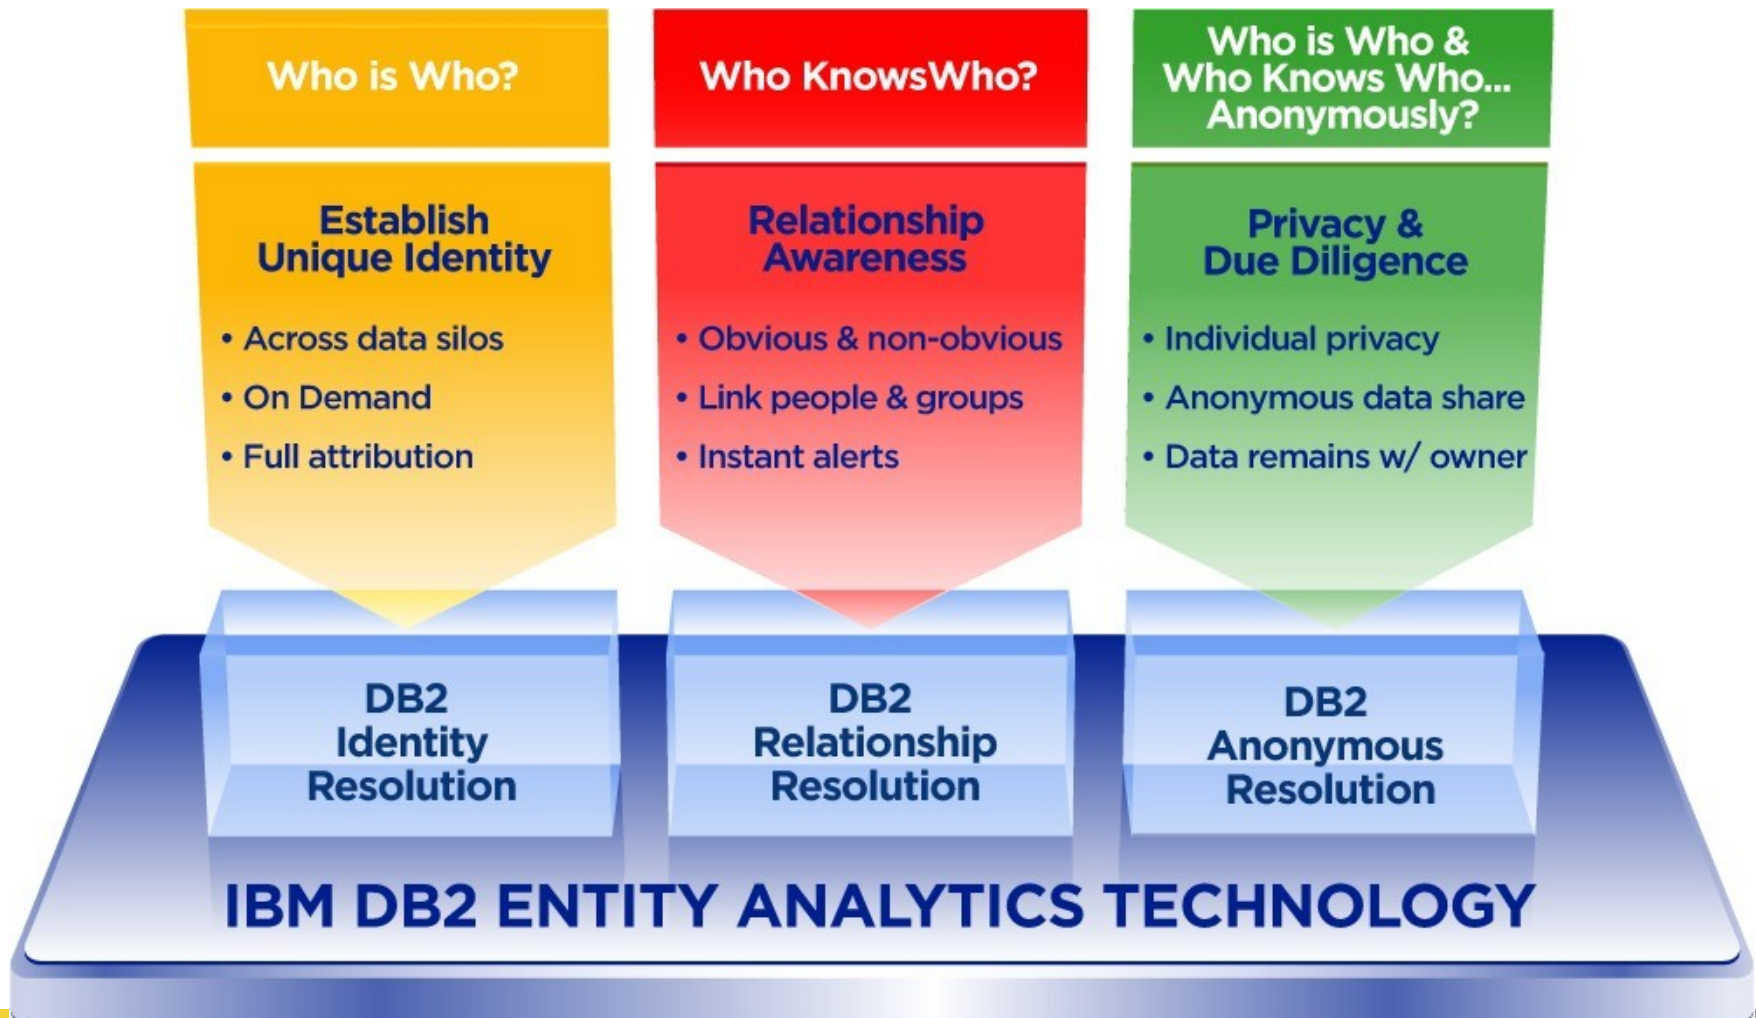 Who is Who?
Establish
Unique Identity
• Across data silos
• On Demand
• Full attribution
DB2
Identity
Resolution
Who KnowsWho?
Relationship
Awareness
• Obvious & non-obvious
• Link people & groups
• Instant alerts
DB2
Relationship
Resolution
Who is Who &
Who Knows Who...
Anonymously?
Privacy &
Due Diligence
• Individual privacy
• Anonymous data share
• Data remains w/ owner
DB2
Anonymous
Resolution
IBM DB2 ENTITY ANALYTICS TECHNOLOGY